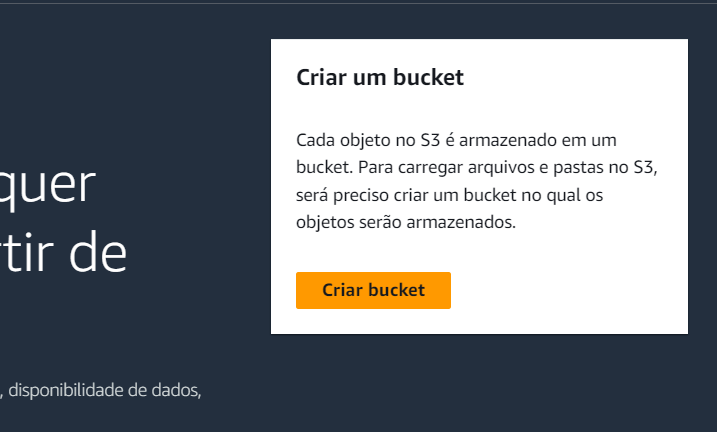 Criar um bucket
Cada objeto no S3 é armazenado em um
bucket. Para carregar arquivos e pastas no S3,
será preciso criar um bucket no qual os
objetos serão armazenados.
Criar bucket
quer
tir de
, disponibilidade de dados,